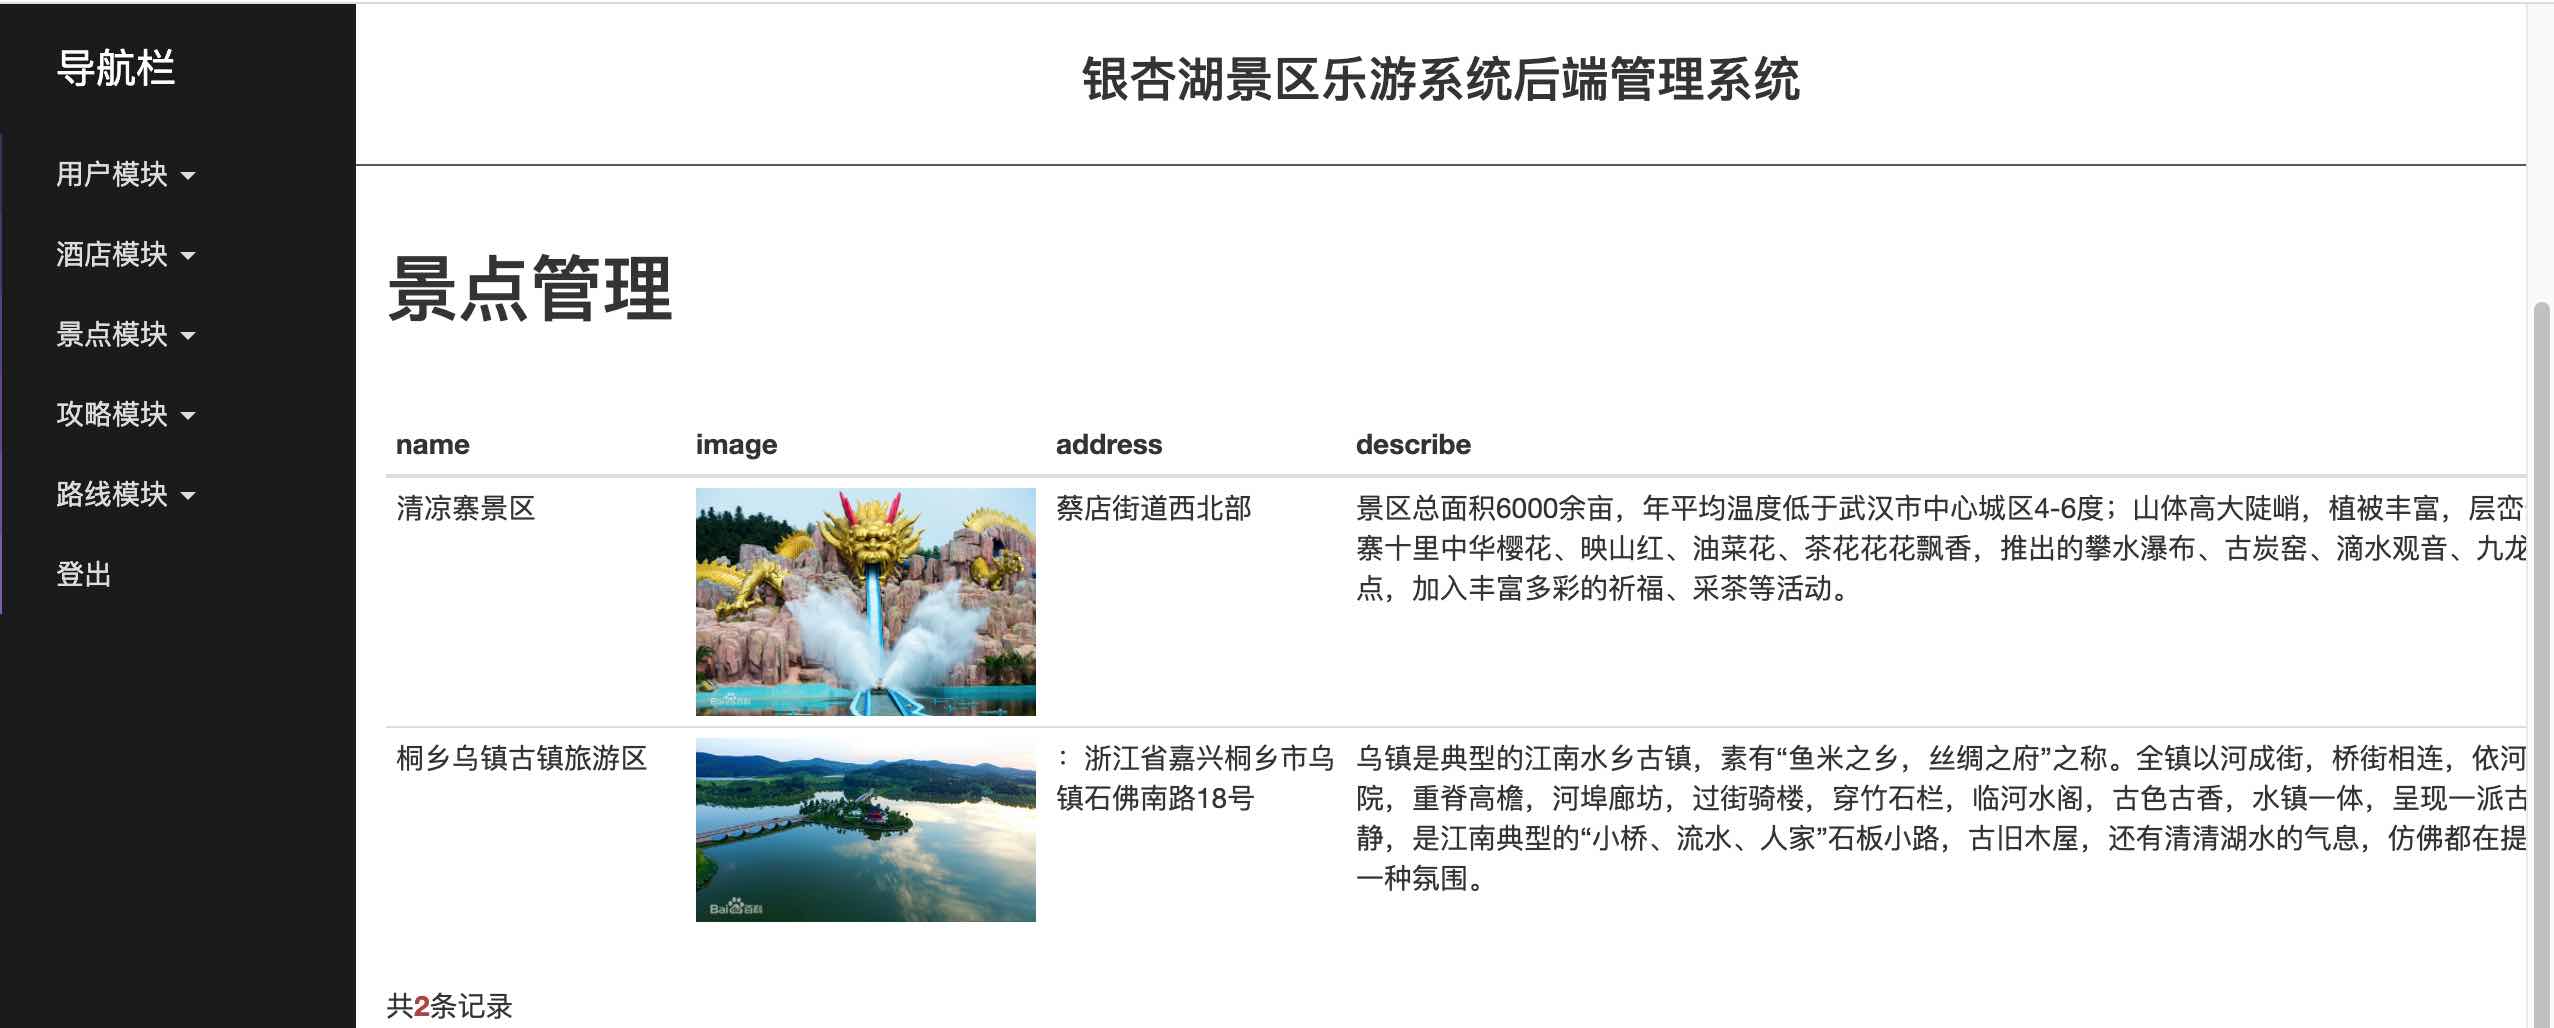 导航栏
用户模块
酒店模块
景点模块
攻略模块
路线模块
登出
银杏湖景区乐游系统后端管理系统
景点管理
name image address describe
清凉寨景区
蔡店街道西北部
景区总面积6000余亩，年平均温度低于武汉市中心城区4-6度；山体高大陡峭，植被丰富，层峦
寨十里中华樱花、映山红、油菜花、茶花花花飘香，推出的攀水瀑布、古炭窑、滴水观音、九龙
点，加入丰富多彩的祈福、采茶等活动。
Baidu百科
桐乡乌镇古镇旅游区
：浙江省嘉兴桐乡市乌
镇石佛南路18号
乌镇是典型的江南水乡古镇，素有“鱼米之乡，丝绸之府”之称。全镇以河成街，桥街相连，依河
院，重脊高檐，河埠廊坊，过街骑楼，穿竹石栏，临河水阁，古色古香，水镇一体，呈现一派古
静，是江南典型的“小桥、流水、人家”石板小路，古旧木屋，还有清清湖水的气息，仿佛都在提
一种氛围。
Baidu百科
共2条记录